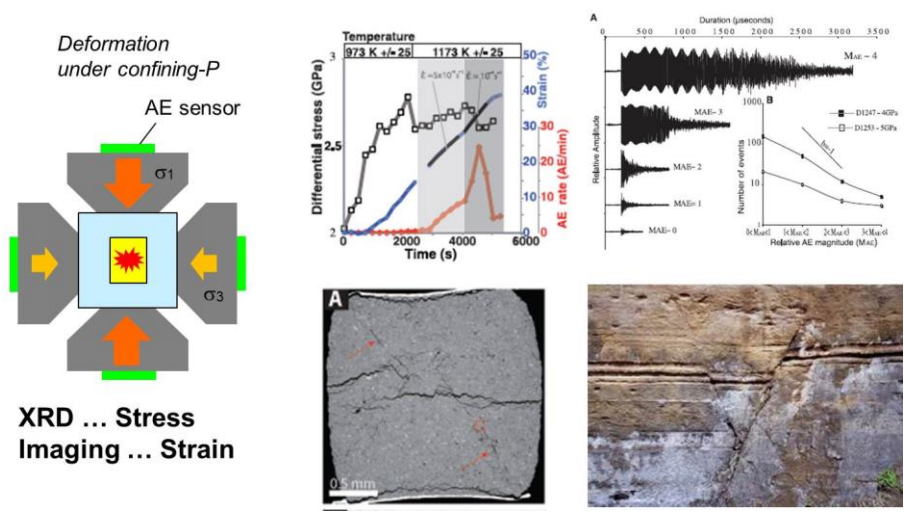 Deformation
under confining-P
AE sensor
σ1
σ3
XRD ... Stress
Imaging ... Strain
Temperature
973 K +/- 25
1173 K +/- 25
Differential stress (GPa)
3
2.5
2
Strain (%)
50
40
30
20
10
0
AE rate (AE/min)
30
20
10
0
0
2000
4000
6000
Time (s)
A
0.5 mm
A
Duration (µseconds)
0
500
1000
1500
2000
2500
3000
3500
Relative Amplitude
MAE ~ 4
MAE~ 3
MAE~ 2
MAE= 1
MAE~ 0
B
D1247 - 4GPa
D1253 - 5GPa
b=-1
Number of events
1000
100
10
1
Relative AE magnitude (MAE)